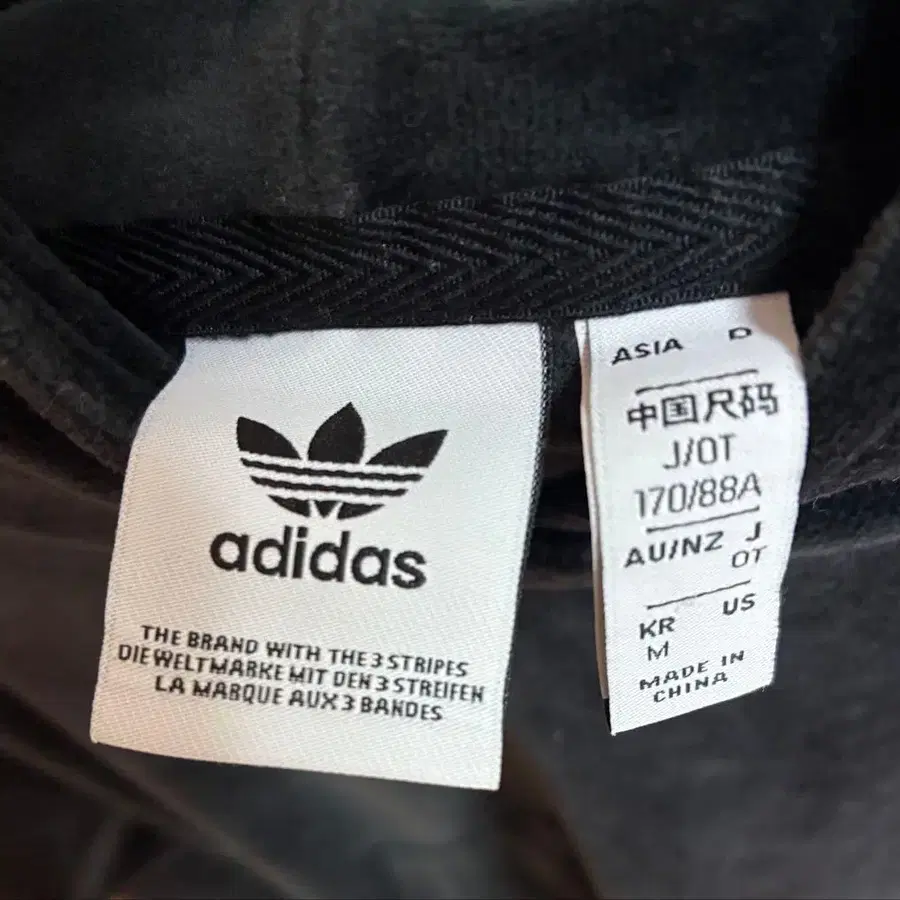 adidas
THE BRAND WITH THE 3 STRIPES
DIE WELTMARKE MIT DEN 3 STREIFEN
LA MARQUE AUX 3 BANDES
ASIA D
中国尺码
J/OT
170/88A
AU/NZ J
OT
KR US
M
MADE IN
CHINA